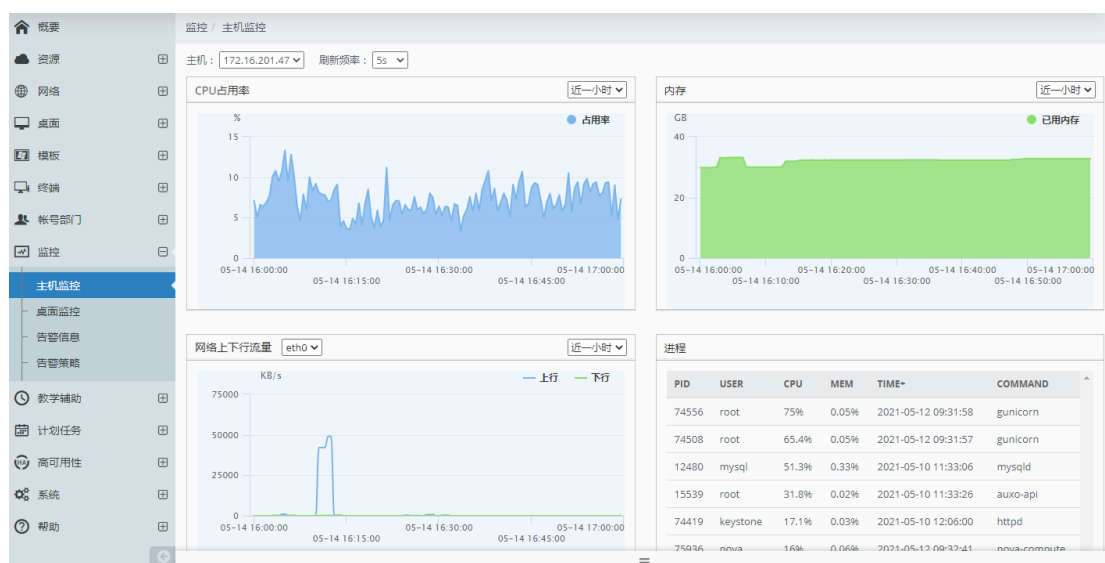 概要
资源
网络
桌面
模板
终端
帐号部门
监控
主机监控
桌面监控
告警信息
告警策略
教学辅助
计划任务
HA 高可用性
系统
帮助
监控 / 主机监控
主机： 172.16.201.47 刷新频率： 5s
CPU占用率 近一小时
% 占用率
15
10
5
0
05-14 16:00:00 05-14 16:30:00 05-14 17:00:00
05-14 16:15:00 05-14 16:45:00
内存 近一小时
GB 已用内存
40
20
0
05-14 16:00:00 05-14 16:20:00 05-14 16:40:00 05-14 17:00:00
05-14 16:10:00 05-14 16:30:00 05-14 16:50:00
网络上下行流量 eth0 近一小时
KB/s 上行 下行
75000
50000
25000
0
05-14 16:00:00 05-14 16:30:00 05-14 17:00:00
05-14 16:15:00 05-14 16:45:00
进程
PID USER CPU MEM TIME+ COMMAND
74556 root 75% 0.05% 2021-05-12 09:31:58 gunicorn
74508 root 65.4% 0.05% 2021-05-12 09:31:57 gunicorn
12480 mysql 51.3% 0.33% 2021-05-10 11:33:06 mysqld
15539 root 31.8% 0.02% 2021-05-10 11:33:26 auxo-api
74419 keystone 17.1% 0.03% 2021-05-10 12:06:00 httpd
75936 nova 16% 0.06% 2021-05-12 09:32:41 nova-compute